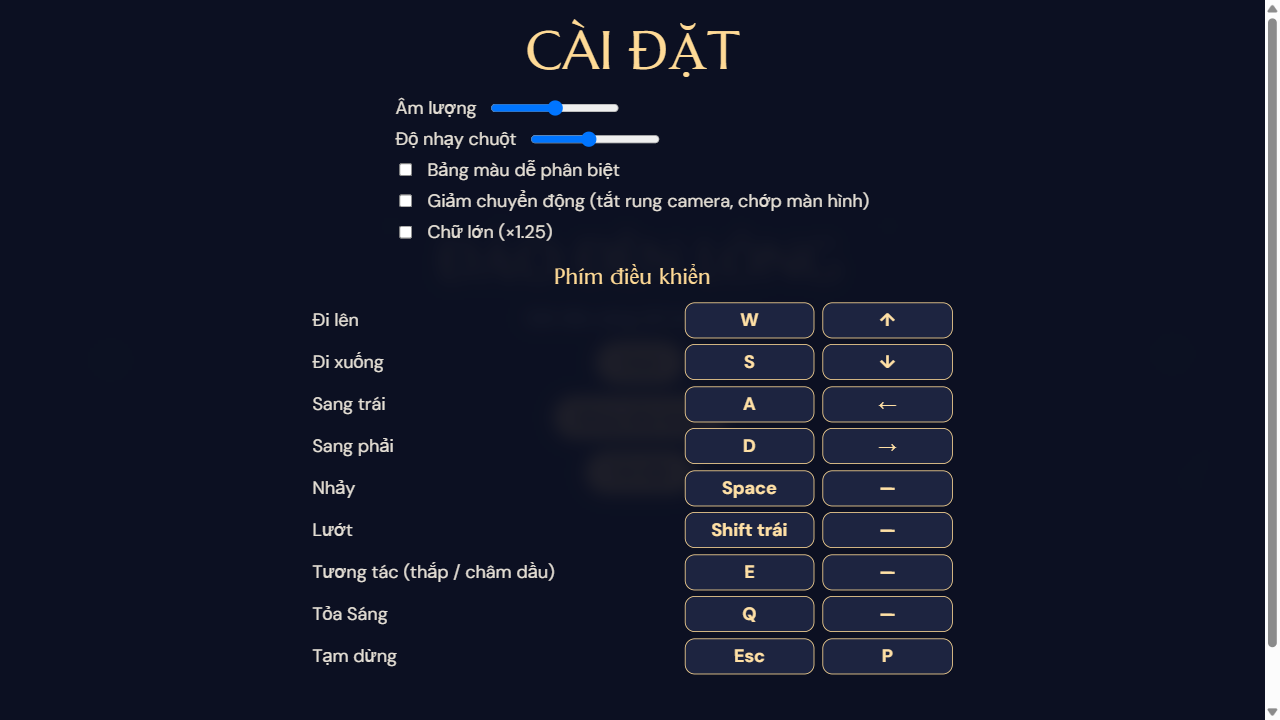 CÀI ĐẶT
Âm lượng
Độ nhạy chuột
Bảng màu dễ phân biệt
Giảm chuyển động (tắt rung camera, chớp màn hình)
Chữ lớn (×1.25)
Phím điều khiển
Đi lên W ↑
Đi xuống S ↓
Sang trái A ←
Sang phải D →
Nhảy Space —
Lướt Shift trái —
Tương tác (thắp / châm dầu) E —
Tỏa Sáng Q —
Tạm dừng Esc P